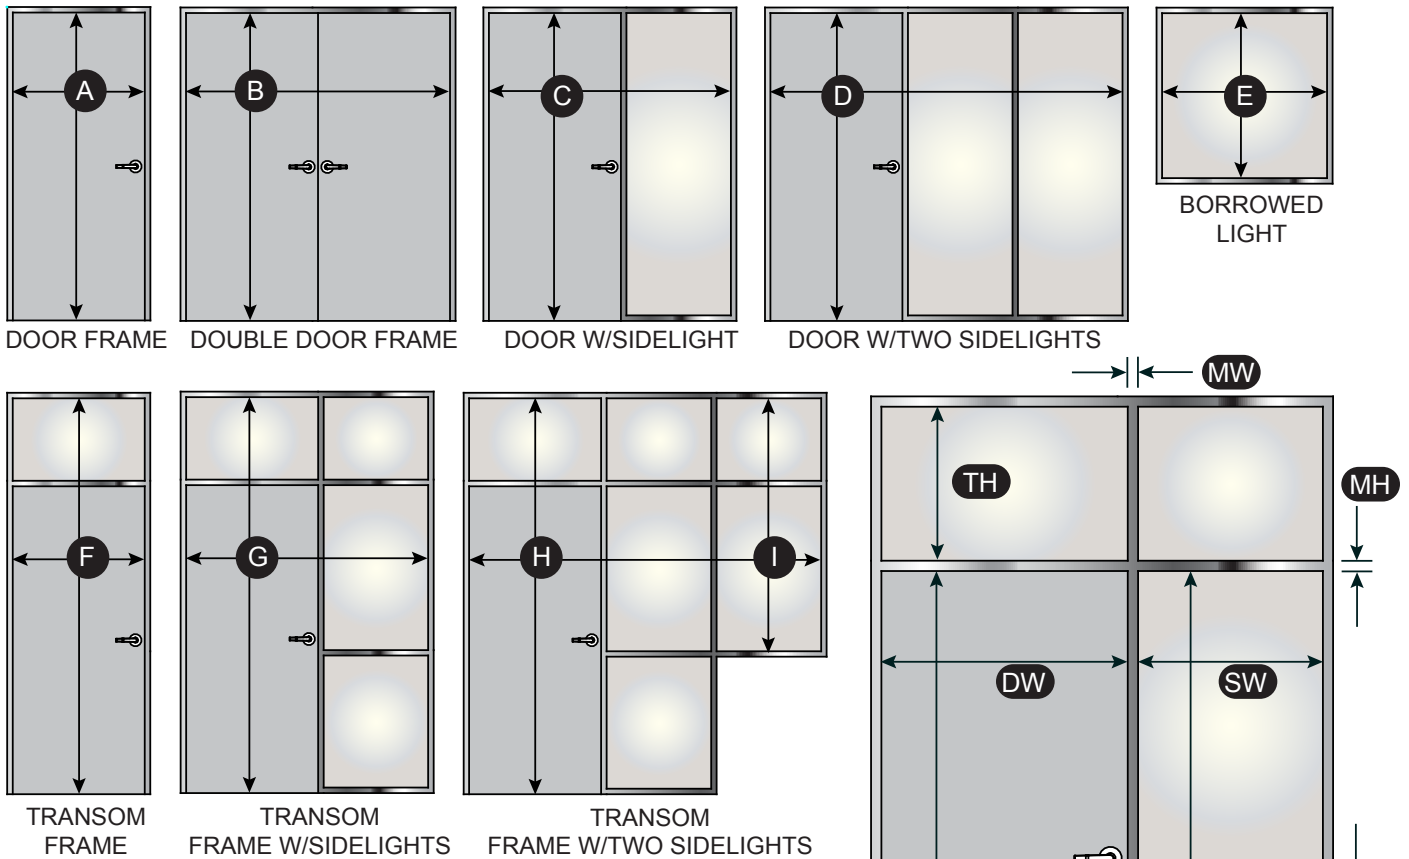 A
B
C
D
E
DOOR FRAME
DOUBLE DOOR FRAME
DOOR W/SIDELIGHT
DOOR W/TWO SIDELIGHTS
BORROWED
LIGHT
F
G
H
I
TRANSOM
FRAME
TRANSOM
FRAME W/SIDELIGHTS
TRANSOM
FRAME W/TWO SIDELIGHTS
MW
TH
MH
DW
SW